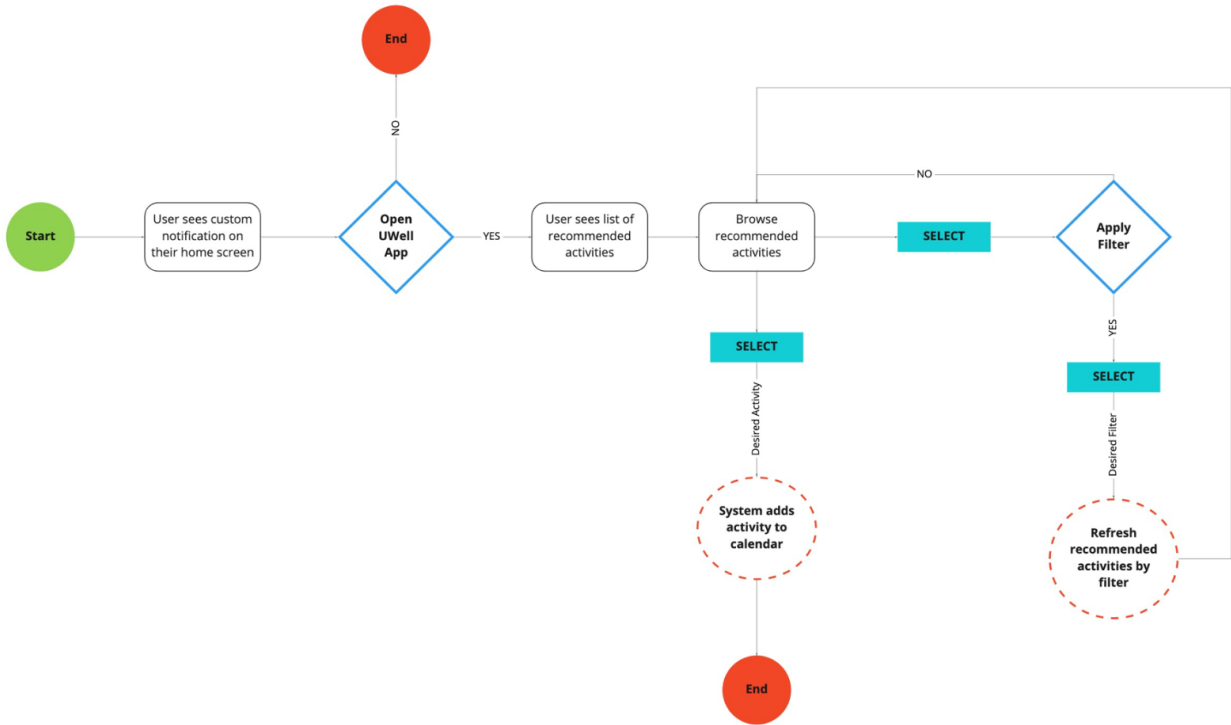 End
NO
Start
User sees custom
notification on
their home screen
Open
UWell
App
YES
User sees list of
recommended
activities
Browse
recommended
activities
SELECT
NO
Apply
Filter
SELECT
Desired Activity
System adds
activity to
calendar
End
YES
SELECT
Desired Filter
Refresh
recommended
activities by
filter